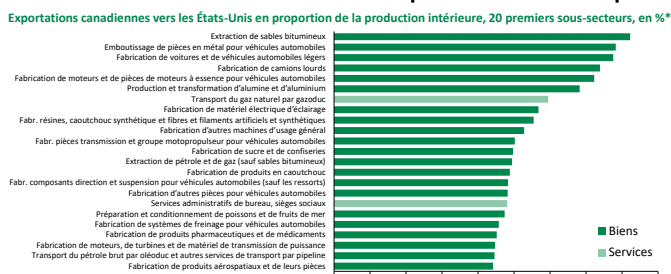 Exportations canadiennes vers les États-Unis en proportion de la production intérieure, 20 premiers sous-secteurs, en %*
Extraction de sables bitumineux
Emboutissage de pièces en métal pour véhicules automobiles
Fabrication de voitures et de véhicules automobiles légers
Fabrication de camions lourds
Fabrication de moteurs et de pièces de moteurs à essence pour véhicules automobiles
Production et transformation d'alumine et d'aluminium
Transport du gaz naturel par gazoduc
Fabrication de matériel électrique d'éclairage
Fabr. résines, caoutchouc synthétique et fibres et filaments artificiels et synthétiques
Fabrication d'autres machines d'usage général
Fabr. pièces transmission et groupe motopropulseur pour véhicules automobiles
Fabrication de sucre et de confiseries
Extraction de pétrole et de gaz (sauf sables bitumineux)
Fabrication de produits en caoutchouc
Fabr. composants direction et suspension pour véhicules automobiles (sauf les ressorts)
Fabrication d'autres pièces pour véhicules automobiles
Services administratifs de bureau, sièges sociaux
Préparation et conditionnement de poissons et de fruits de mer
Fabrication de systèmes de freinage pour véhicules automobiles
Fabrication de produits pharmaceutiques et de médicaments
Fabrication de moteurs, de turbines et de matériel de transmission de puissance
Transport du pétrole brut par oléoduc et autres services de transport par pipeline
Fabrication de produits aérospatiaux et de leurs pièces
Biens
Services